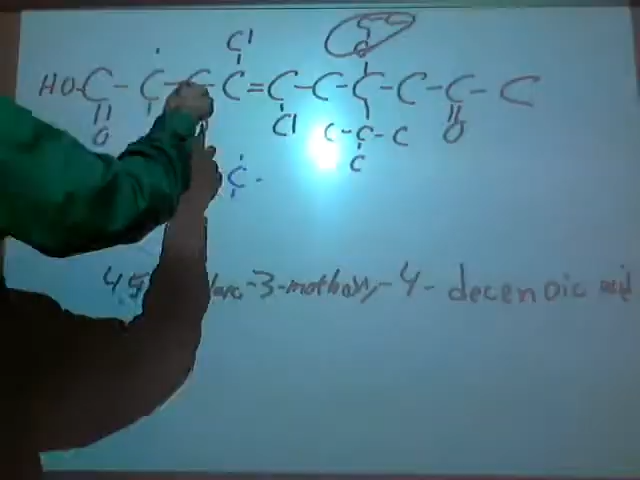 Cl
HO-C-C-C-C=C-C-C-C-C-C
O Cl C-C-C O
C
C-
45 -3-methoxy-4-decenoic acid